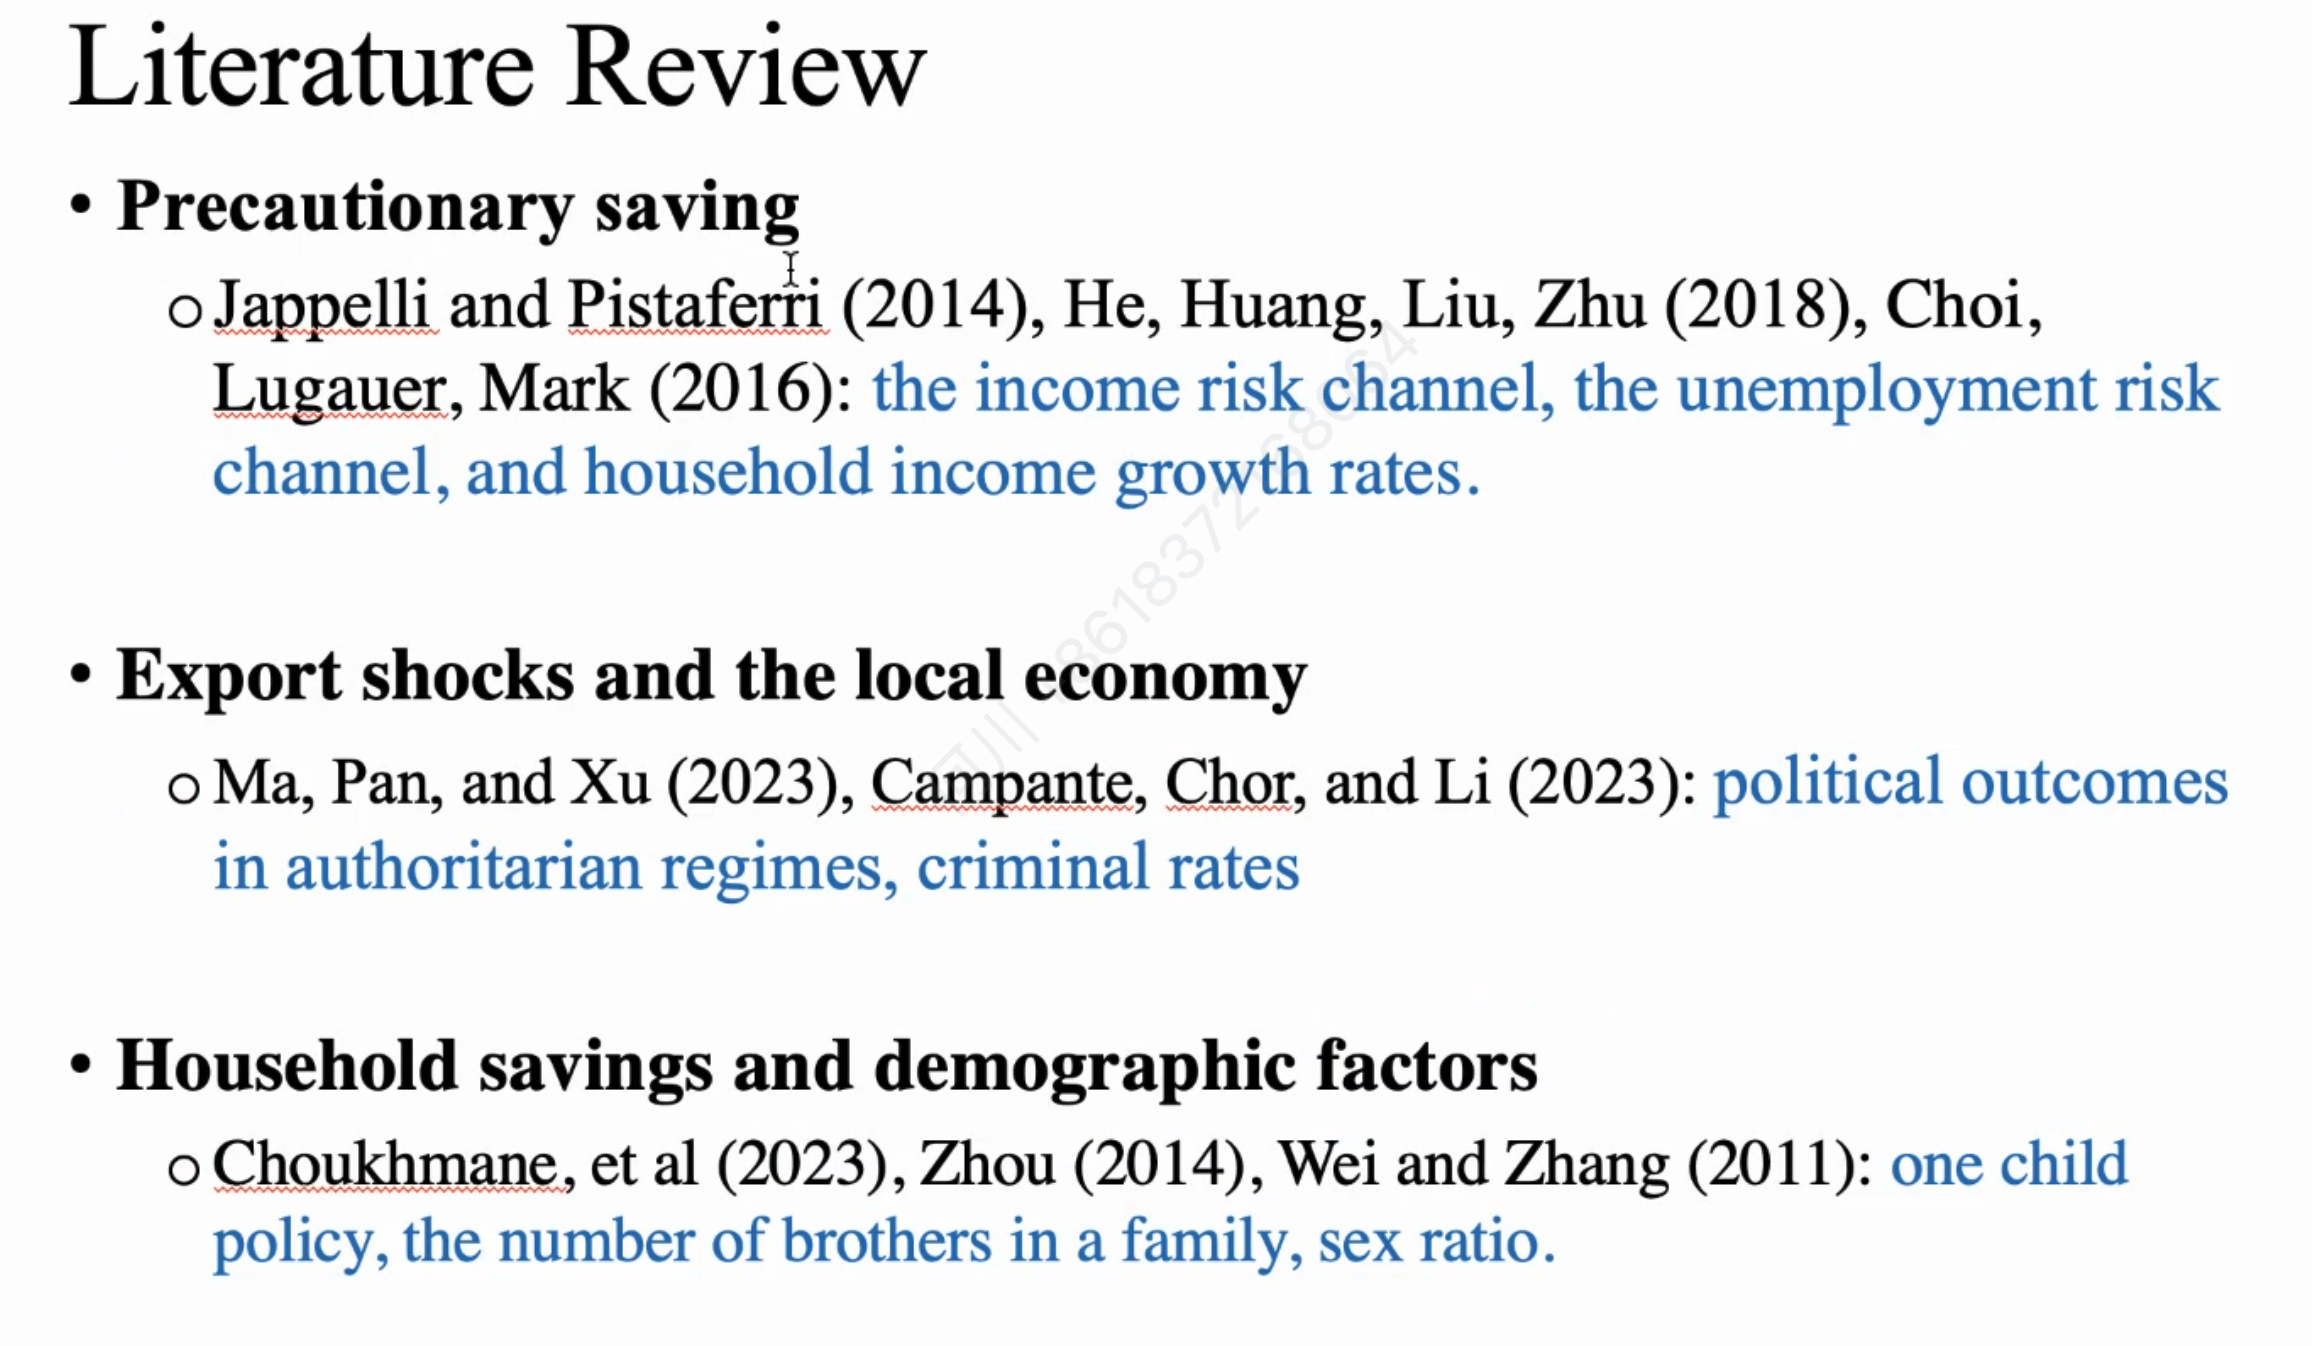 Literature Review
• Precautionary saving
○ Jappelli and Pistaferri (2014), He, Huang, Liu, Zhu (2018), Choi,
Lugauer, Mark (2016): the income risk channel, the unemployment risk
channel, and household income growth rates.
• Export shocks and the local economy
○ Ma, Pan, and Xu (2023), Campante, Chor, and Li (2023): political outcomes
in authoritarian regimes, criminal rates
• Household savings and demographic factors
○ Choukhmane, et al (2023), Zhou (2014), Wei and Zhang (2011): one child
policy, the number of brothers in a family, sex ratio.